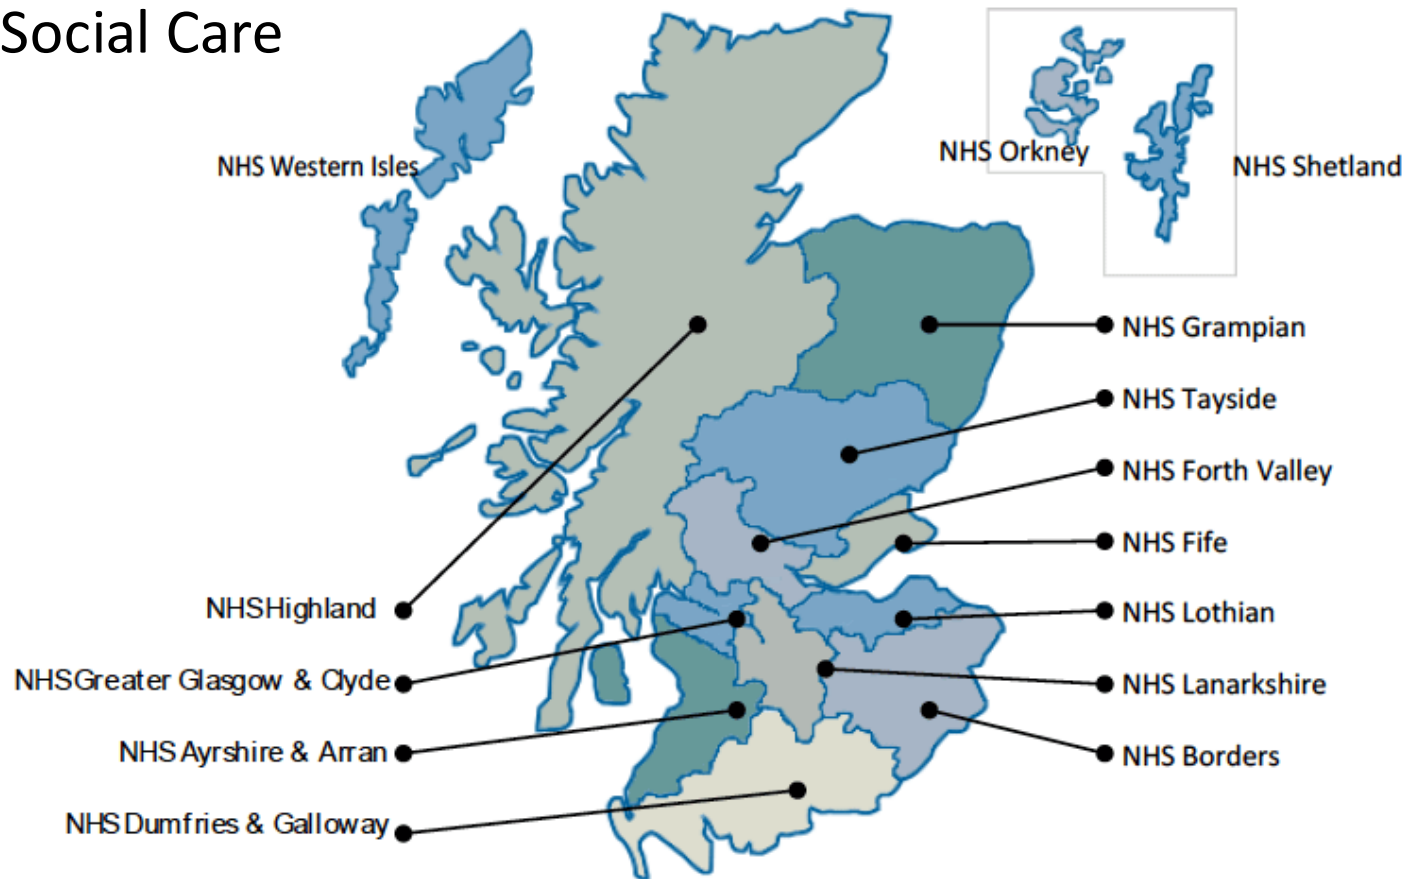 Social Care
NHS Western Isles
NHS Orkney
NHS Shetland
NHS Grampian
NHS Tayside
NHS Forth Valley
NHS Fife
NHSHighland
NHS Lothian
NHSGreater Glasgow & Clyde
NHS Lanarkshire
NHS Ayrshire & Arran
NHS Borders
NHSDumfries & Galloway